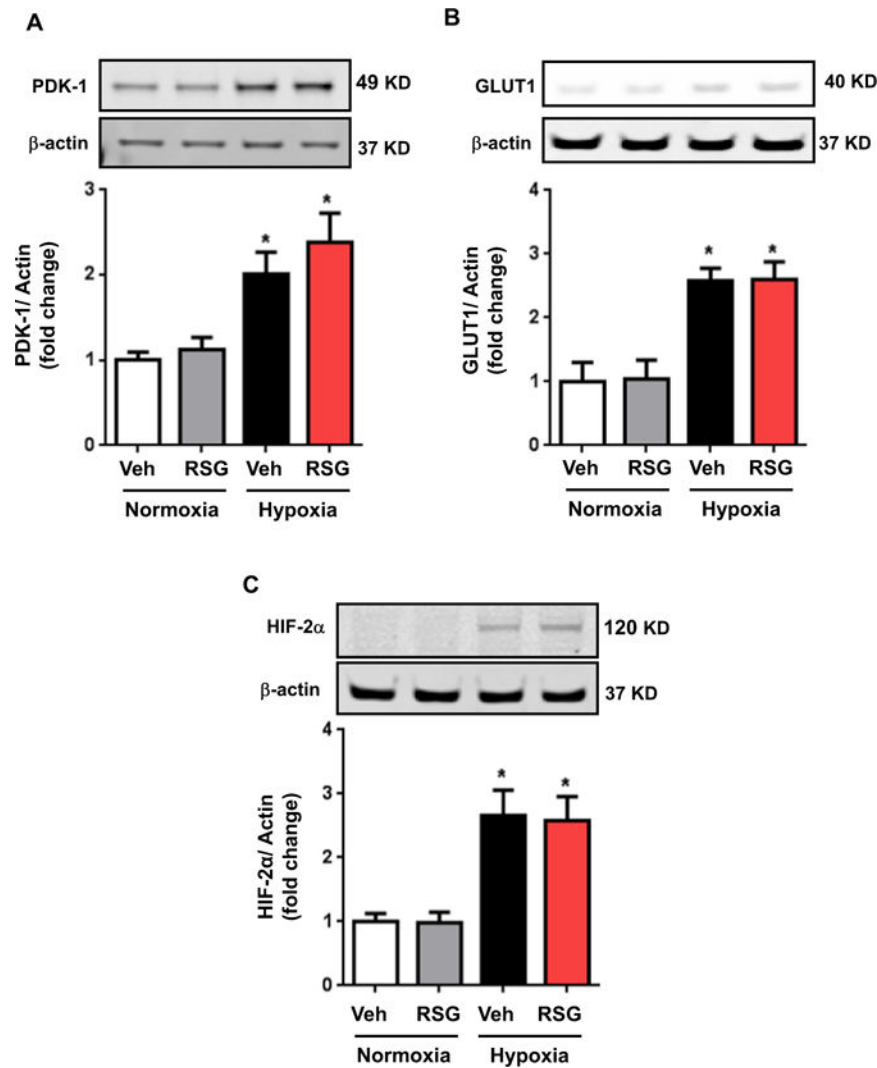 A
PDK-1
49 KD
β-actin
37 KD
PDK-1/ Actin
(fold change)
3
2
1
0
*
*
Veh RSG Veh RSG
Normoxia Hypoxia
B
GLUT1
40 KD
β-actin
37 KD
GLUT1/ Actin
(fold change)
4
3
2
1
0
*
*
Veh RSG Veh RSG
Normoxia Hypoxia
C
HIF-2α
120 KD
β-actin
37 KD
HIF-2α/ Actin
(fold change)
4
3
2
1
0
*
*
Veh RSG Veh RSG
Normoxia Hypoxia